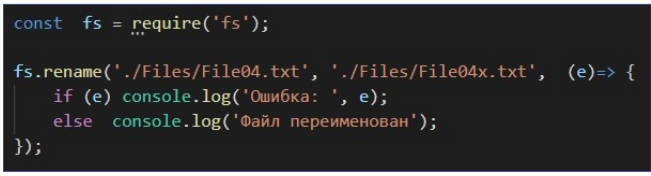 const  fs = require('fs');
fs.rename('./Files/File04.txt', './Files/File04x.txt',  (e)=> {
    if (e) console.log('Ошибка: ', e);
    else  console.log('Файл переименован');
});